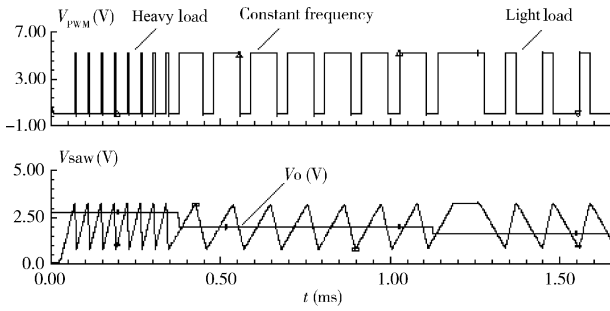 V_PWM (V)
Heavy load
Constant frequency
Light load
7.00
3.00
−1.00
Vsaw (V)
5.00
Vo (V)
2.50
0.0
0.00
0.50
1.00
1.50
t (ms)